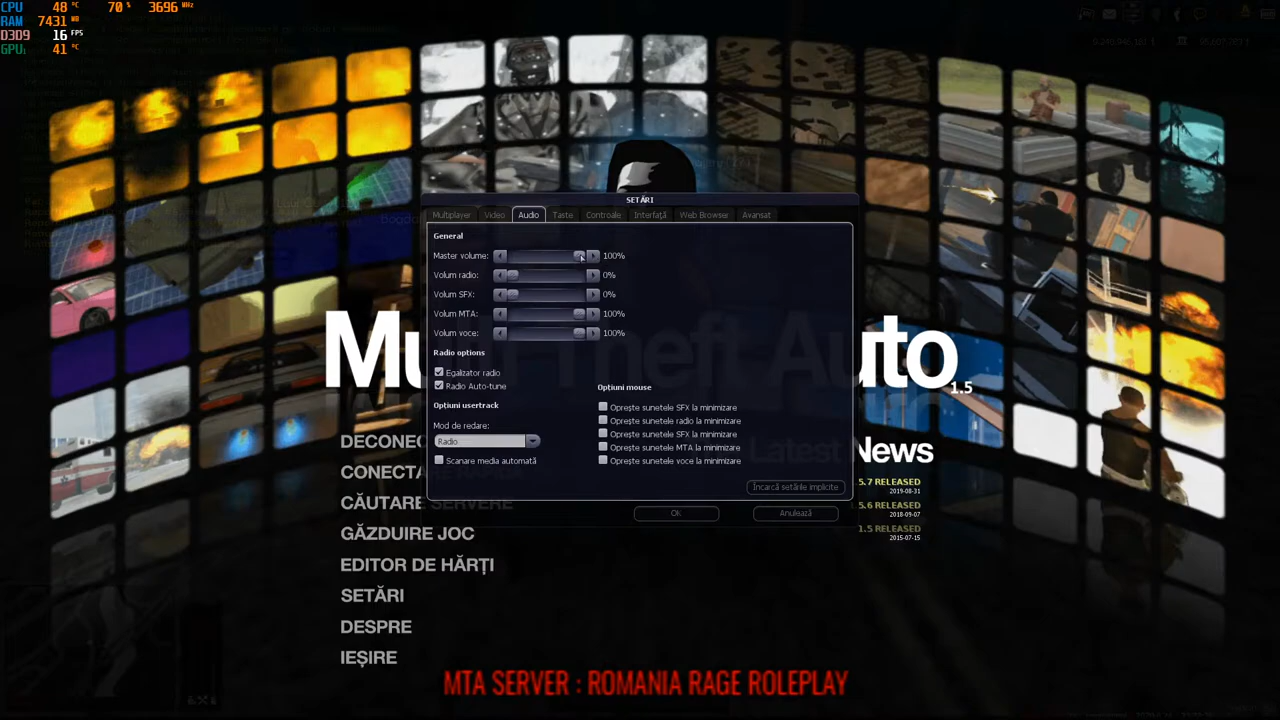 CPU 48 °C 70 % 3696 MHz
RAM 7431 MB
D3D9 16 FPS
GPU: 41 °C
SETĂRI
Multiplayer Video Audio Taste Controale Interfață Web Browser Avansat
General
Master volume: 100%
Volum radio: 0%
Volum SFX: 0%
Volum MTA: 100%
Volum voce: 100%
Radio options
Egalizator radio
Radio Auto-tune
Opțiuni usertrack
Mod de redare:
Radio
Scanare media automată
Opțiuni mouse
Oprește sunetele SFX la minimizare
Oprește sunetele radio la minimizare
Oprește sunetele SFX la minimizare
Oprește sunetele MTA la minimizare
Oprește sunetele voce la minimizare
Încarcă setările implicite
OK Anulează
Multi Theft Auto
1.5
DECONEC
CONECTA
CĂUTARE SERVERE
GĂZDUIRE JOC
EDITOR DE HĂRȚI
SETĂRI
DESPRE
IEȘIRE
Latest News
5.7 RELEASED
2019-08-31
5.6 RELEASED
2018-09-07
1.5 RELEASED
2015-07-15
MTA SERVER : ROMANIA RAGE ROLEPLAY